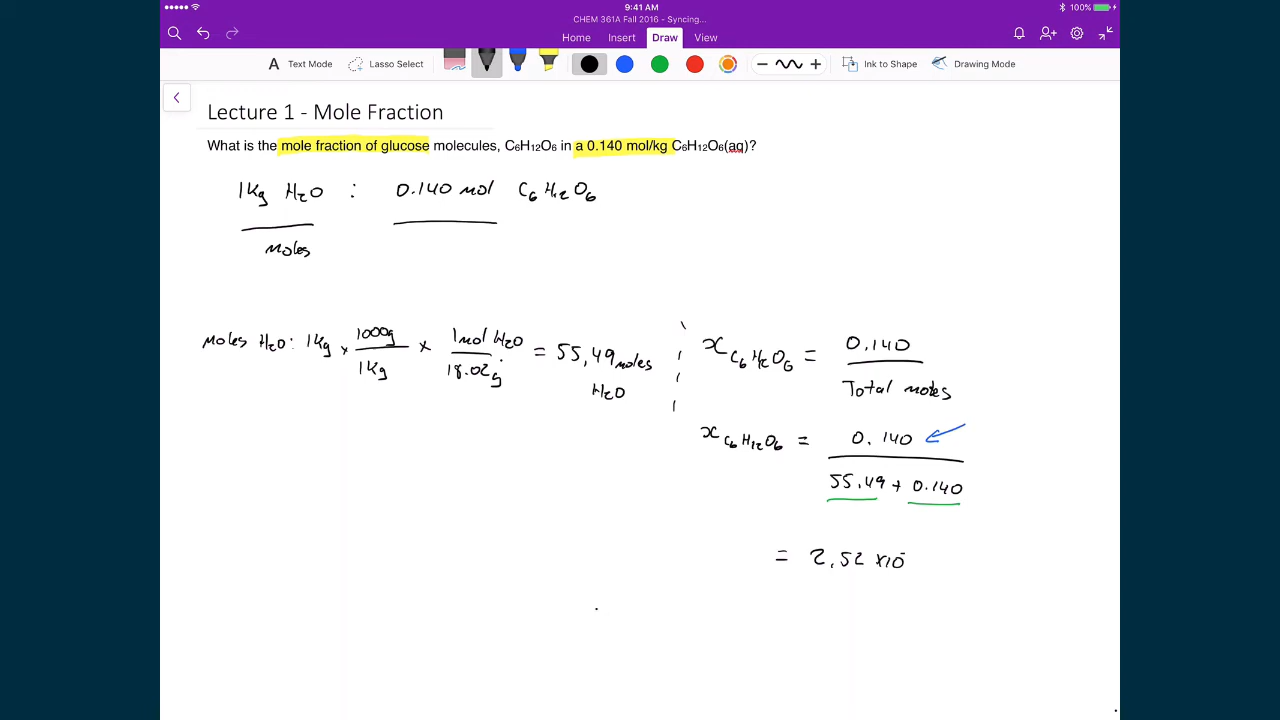 9:41 AM
100%
CHEM 361A Fall 2016 - Syncing...
Home Insert Draw View
A Text Mode Lasso Select Ink to Shape Drawing Mode
Lecture 1 - Mole Fraction
What is the mole fraction of glucose molecules, C₆H₁₂O₆ in a 0.140 mol/kg C₆H₁₂O₆(aq)?
1Kg H₂O : 0.140 mol C₆H₁₂O₆
moles
moles H₂O: 1Kg × 1000g / 1Kg × 1mol H₂O / 18.02g = 55.49 moles H₂O
x C₆H₁₂O₆ = 0.140 / Total moles
x C₆H₁₂O₆ = 0.140 / 55.49 + 0.140
= 2.52 ×10⁻